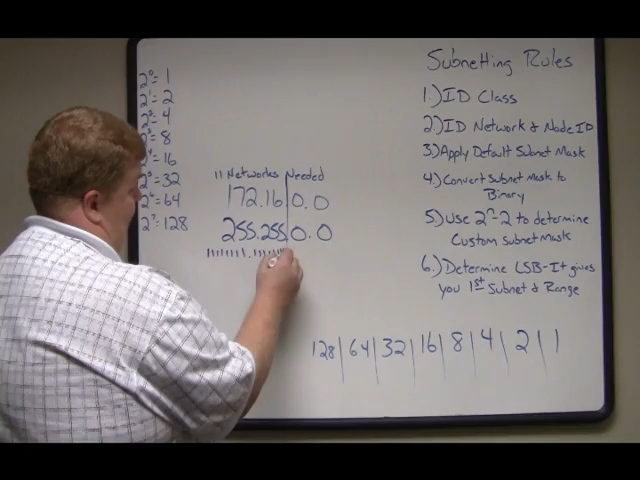 2⁰= 1
2¹= 2
2²= 4
2³= 8
2⁴= 16
2⁵= 32
2⁶= 64
2⁷= 128
11 Networks Needed
172.16 0.0
255.255 0.0
11111111.1111111
Subnetting Rules
1.) ID Class
2.) ID Network & Node ID
3.) Apply Default Subnet Mask
4.) Convert Subnet Mask to
Binary
5.) Use 2ⁿ-2 to determine
Custom Subnet Mask
6.) Determine LSB-It gives
you 1st Subnet & Range
128 | 64 | 32 | 16 | 8 | 4 | 2 | 1